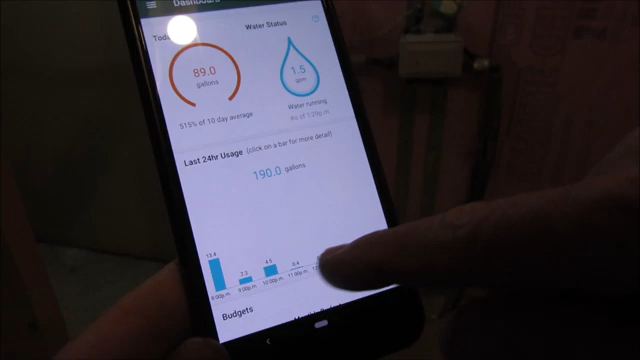 Dashboard
Today
Water Status
89.0
gallons
1.5
gpm
515% of 10 day average
Water running
As of 1:29p.m.
Last 24hr Usage (click on a bar for more detail)
190.0 gallons
13.4
2.3
4.5
0.4
8:00p.m.
9:00p.m.
10:00p.m.
11:00p.m.
Budgets